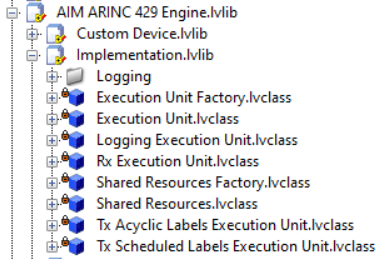 AIM ARINC 429 Engine.lvlib
Custom Device.lvlib
Implementation.lvlib
Logging
Execution Unit Factory.lvclass
Execution Unit.lvclass
Logging Execution Unit.lvclass
Rx Execution Unit.lvclass
Shared Resources Factory.lvclass
Shared Resources.lvclass
Tx Acyclic Labels Execution Unit.lvclass
Tx Scheduled Labels Execution Unit.lvclass